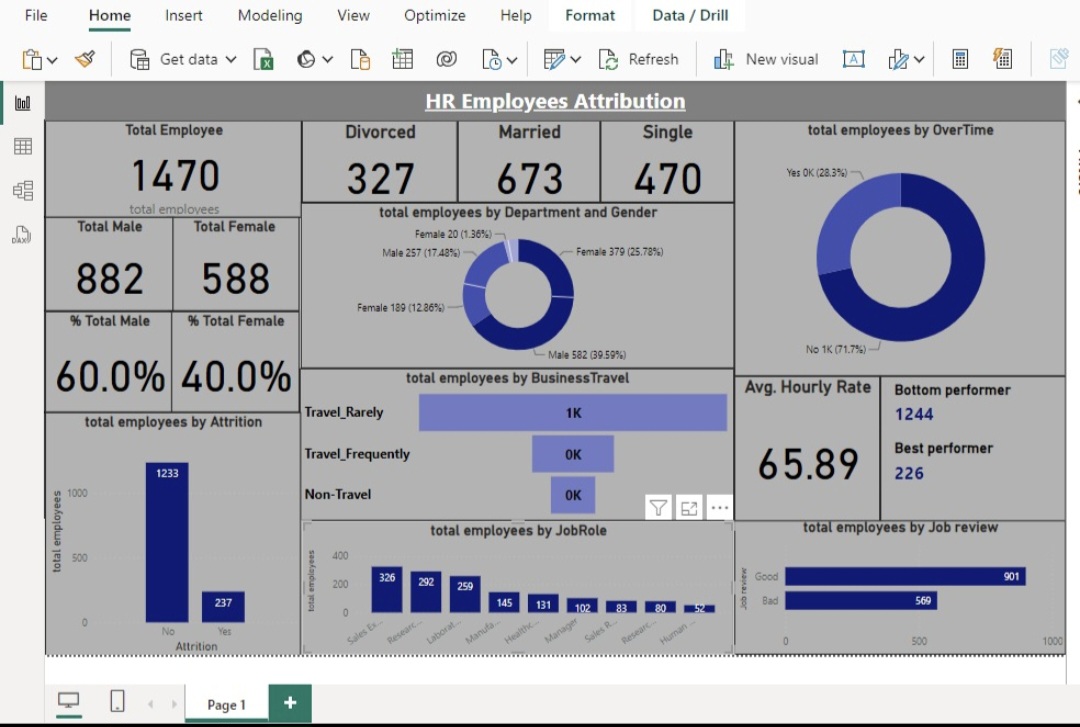 File Home Insert Modeling View Optimize Help Format Data / Drill
Get data Refresh New visual
HR Employees Attribution
Total Employee
1470
total employees
Divorced
327
Married
673
Single
470
total employees by OverTime
Yes 0K (28.3%)
No 1K (71.7%)
Total Male
882
Total Female
588
% Total Male
60.0%
% Total Female
40.0%
total employees by Department and Gender
Female 20 (1.36%)
Male 257 (17.48%)
Female 379 (25.78%)
Female 189 (12.86%)
Male 582 (39.59%)
total employees by BusinessTravel
Travel_Rarely 1K
Travel_Frequently 0K
Non-Travel 0K
Avg. Hourly Rate
65.89
Bottom performer
1244
Best performer
226
total employees by Attrition
total employees
1000
500
0
1233
237
No Yes
Attrition
total employees by JobRole
total employees
400
200
0
326 292 259 145 131 102 83 80 52
Sales Ex... Researc... Laborat... Manufa... Healthc... Manager Sales R... Researc... Human ...
total employees by Job review
Job review
Good 901
Bad 569
0 500 1000
Page 1
DAX